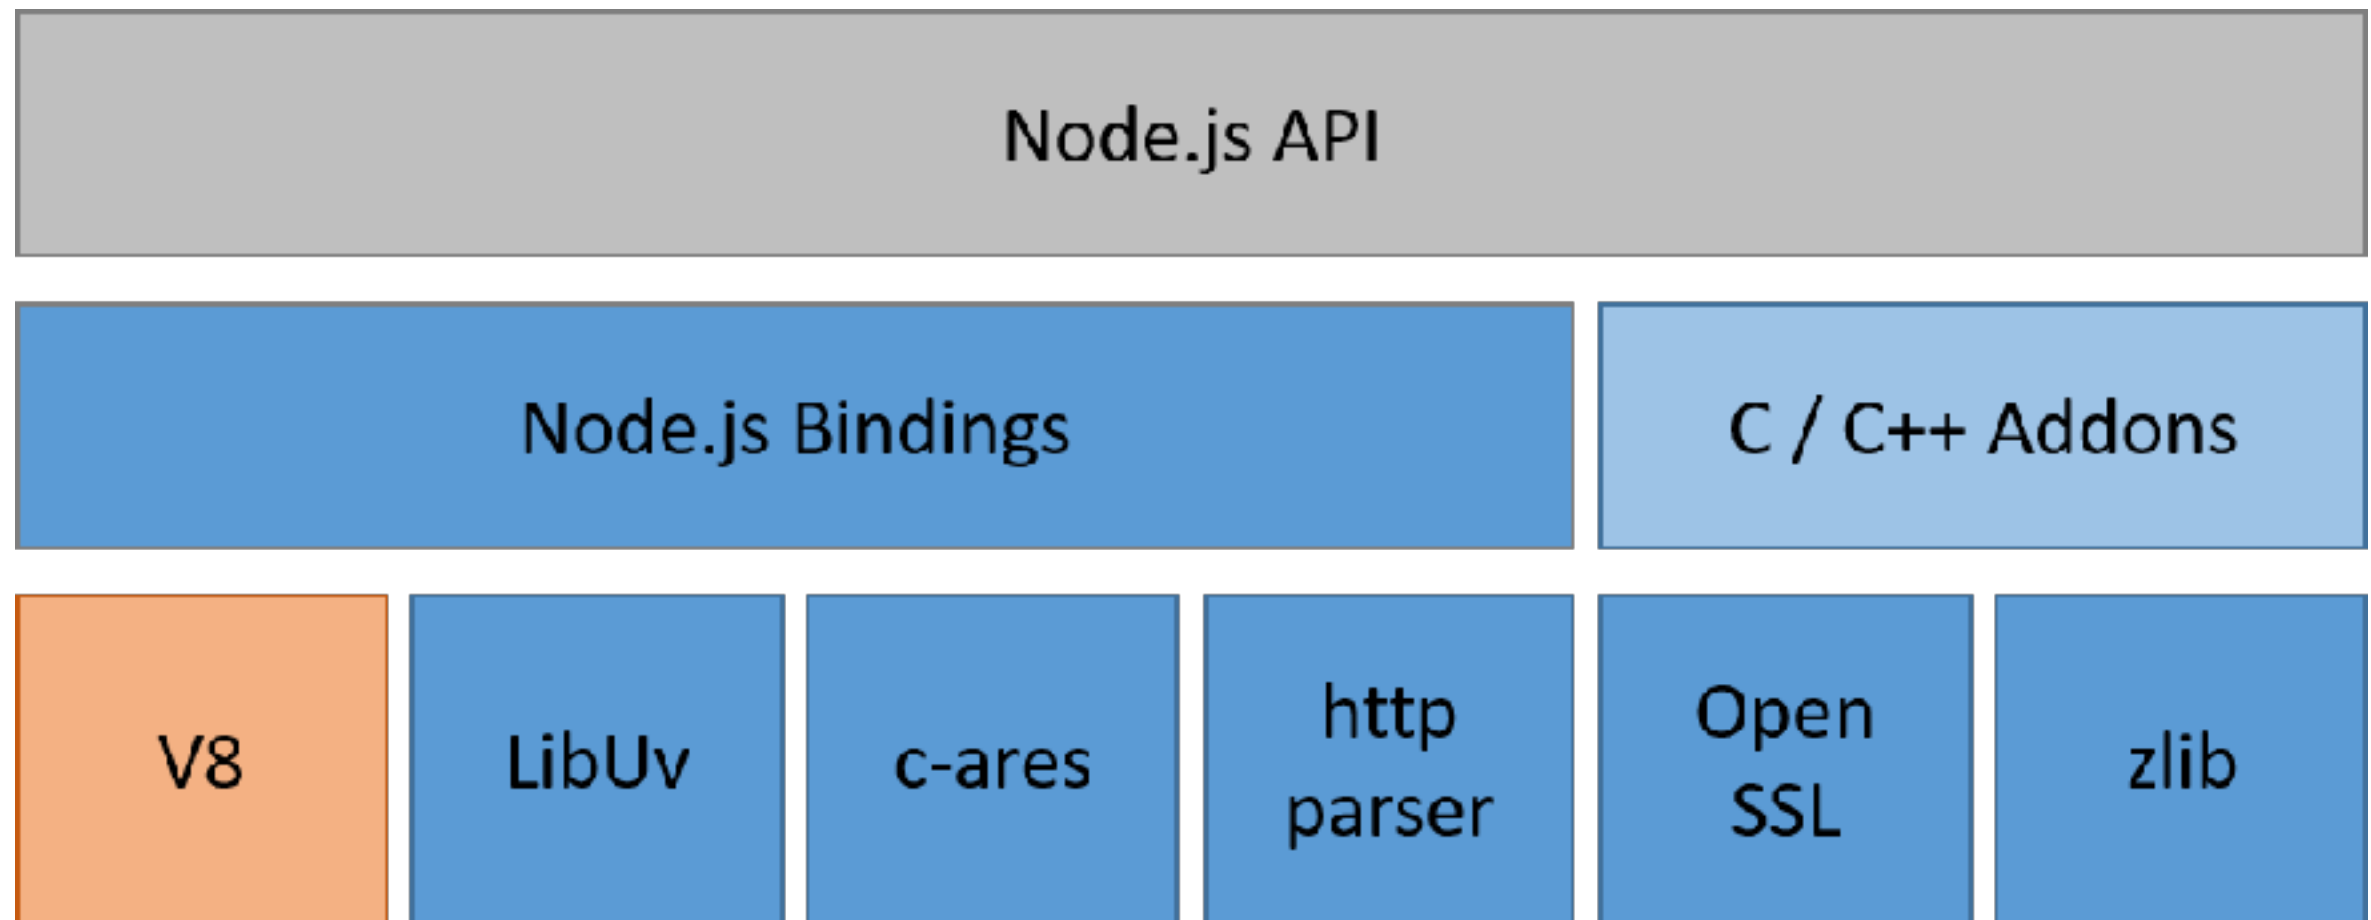 Node.js API
Node.js Bindings
C / C++ Addons
V8
LibUv
c-ares
http
parser
Open
SSL
zlib